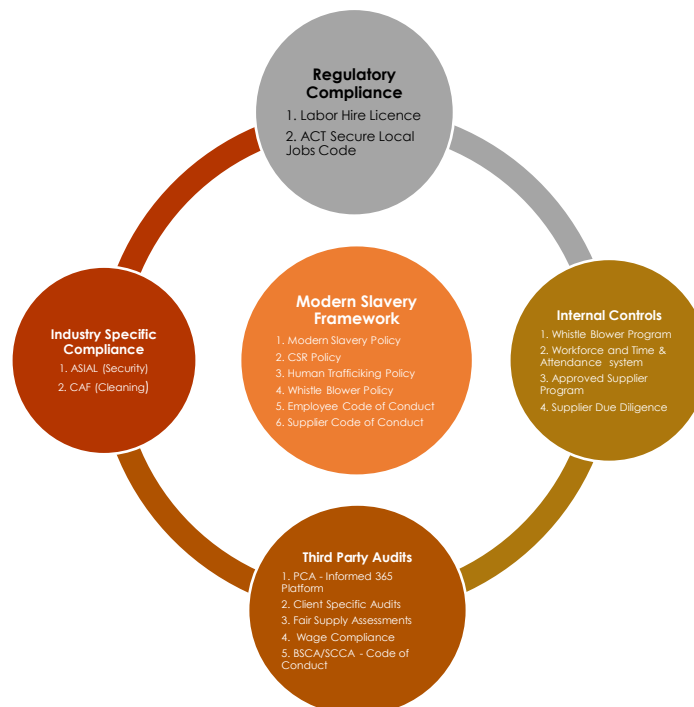 Regulatory
Compliance
1. Labor Hire Licence
2. ACT Secure Local
Jobs Code
Modern Slavery
Framework
1. Modern Slavery Policy
2. CSR Policy
3. Human Trafficiking Policy
4. Whistle Blower Policy
5. Employee Code of Conduct
6. Supplier Code of Conduct
Internal Controls
1. Whistle Blower Program
2. Workforce and Time &
Attendance system
3. Approved Supplier
Program
4. Supplier Due Diligence
Industry Specific
Compliance
1. ASIAL (Security)
2. CAF (Cleaning)
Third Party Audits
1. PCA - Informed 365
Platform
2. Client Specific Audits
3. Fair Supply Assessments
4. Wage Compliance
5. BSCA/SCCA - Code of
Conduct